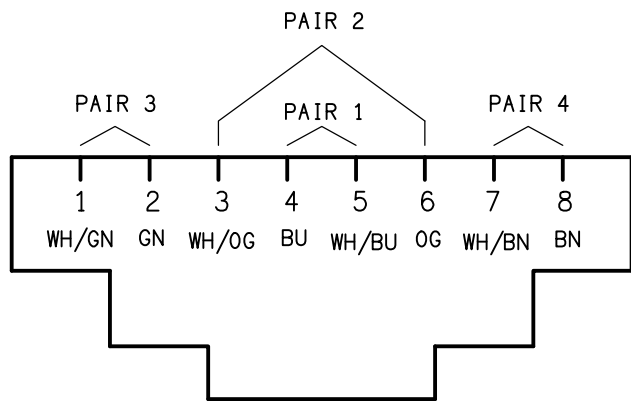 PAIR 2
PAIR 3
PAIR 1
PAIR 4
1 2 3 4 5 6 7 8
WH/GN GN WH/OG BU WH/BU OG WH/BN BN